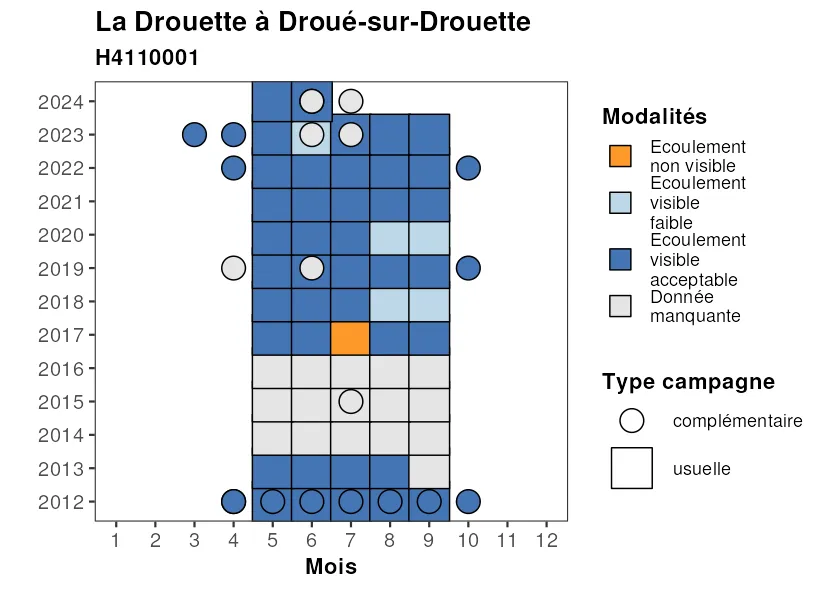 La Drouette à Droué-sur-Drouette
H4110001
2024
2023
2022
2021
2020
2019
2018
2017
2016
2015
2014
2013
2012
1 2 3 4 5 6 7 8 9 10 11 12
Mois
Modalités
Ecoulement
non visible
Ecoulement
visible
faible
Ecoulement
visible
acceptable
Donnée
manquante
Type campagne
complémentaire
usuelle